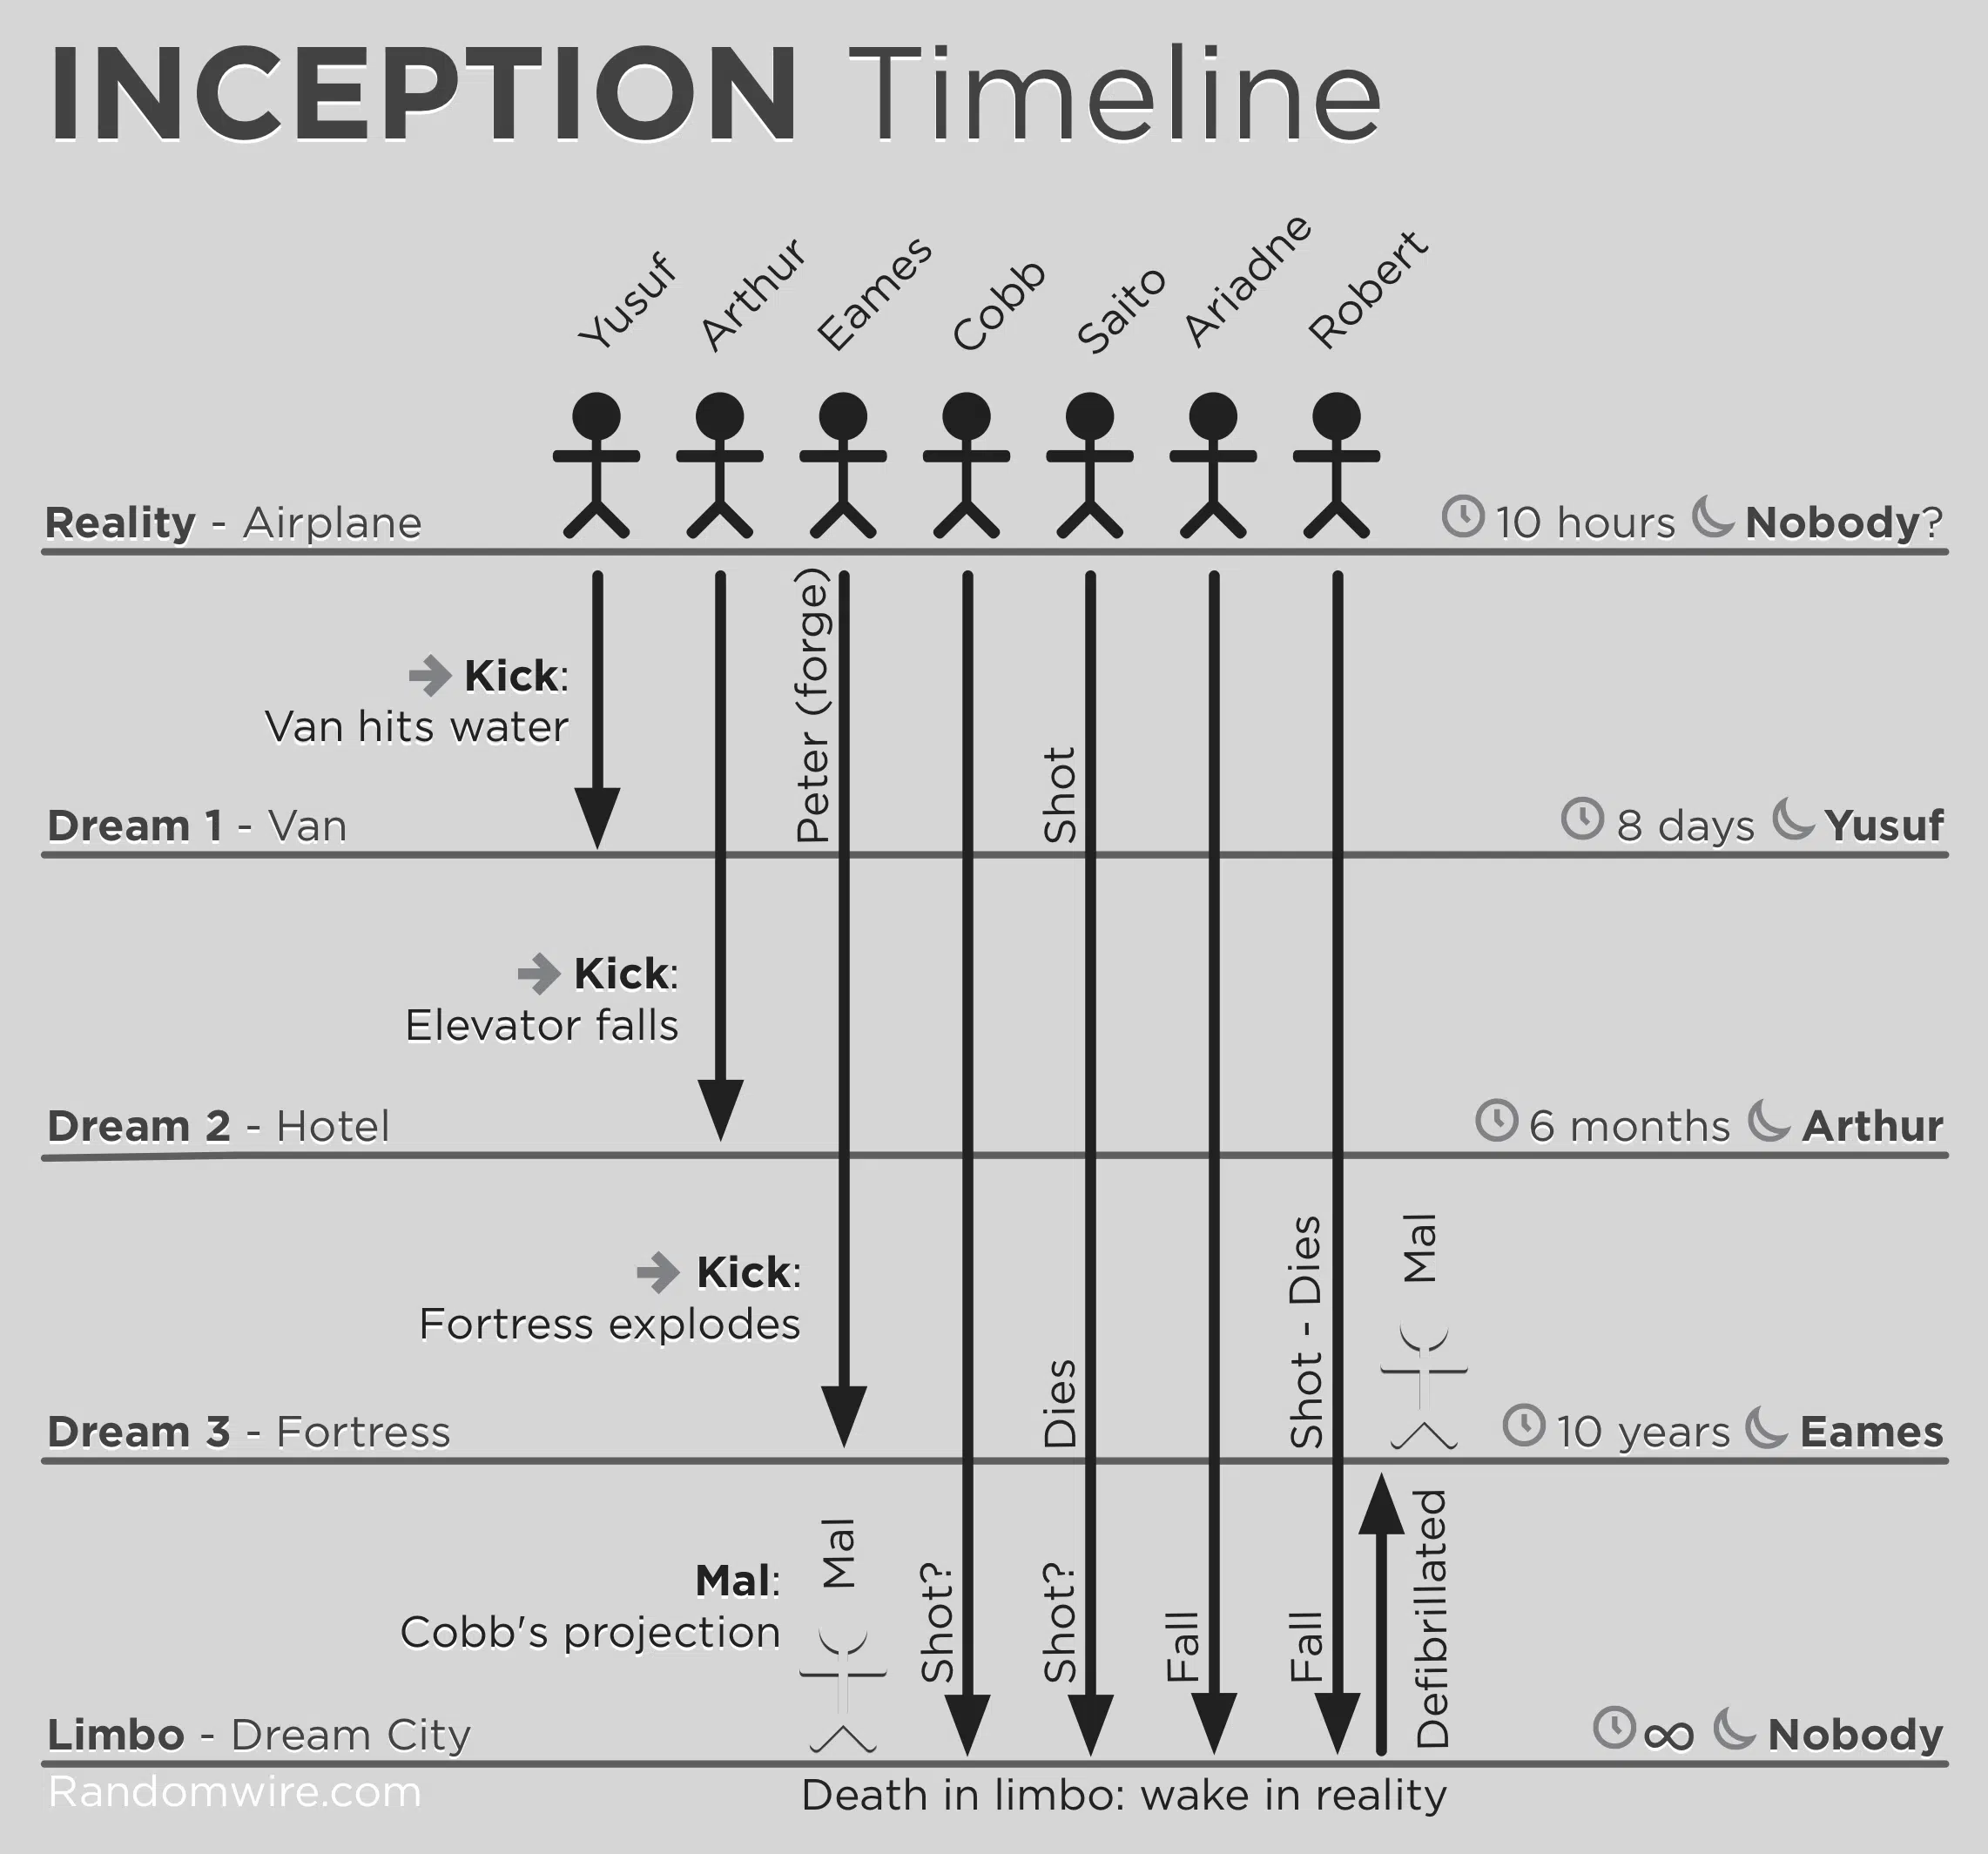 INCEPTION Timeline
Yusuf
Arthur
Eames
Cobb
Saito
Ariadne
Robert
Reality - Airplane
10 hours Nobody?
Peter (forge)
Kick:
Van hits water
Shot
Dream 1 - Van
8 days Yusuf
Kick:
Elevator falls
Dream 2 - Hotel
6 months Arthur
Kick:
Fortress explodes
Dies
Shot - Dies
Mal
Dream 3 - Fortress
10 years Eames
Mal:
Cobb's projection
Mal
Shot?
Shot?
Fall
Fall
Defibrillated
Limbo - Dream City
∞ Nobody
Randomwire.com
Death in limbo: wake in reality